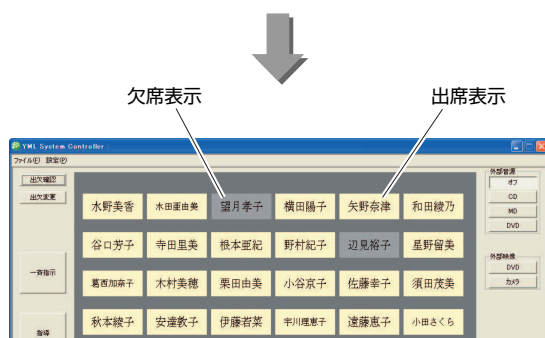 欠席表示 出席表示
YML System Controller
ファイル(F) 設定(P)
出欠確認
出欠変更
一斉指示
指導
水野美香 水田亜由美 望月孝子 横田陽子 矢野奈津 和田綾乃
谷口芳子 寺田里美 根本亜紀 野村紀子 辺見裕子 星野留美
葛西加奈子 木村美穂 栗田由美 小谷京子 佐藤幸子 須田茂美
秋本綾子 安達敦子 伊藤若菜 宇川理恵子 遠藤恵子 小田さくら
外部音源
オフ
CD
MD
DVD
外部映像
DVD
カメラ